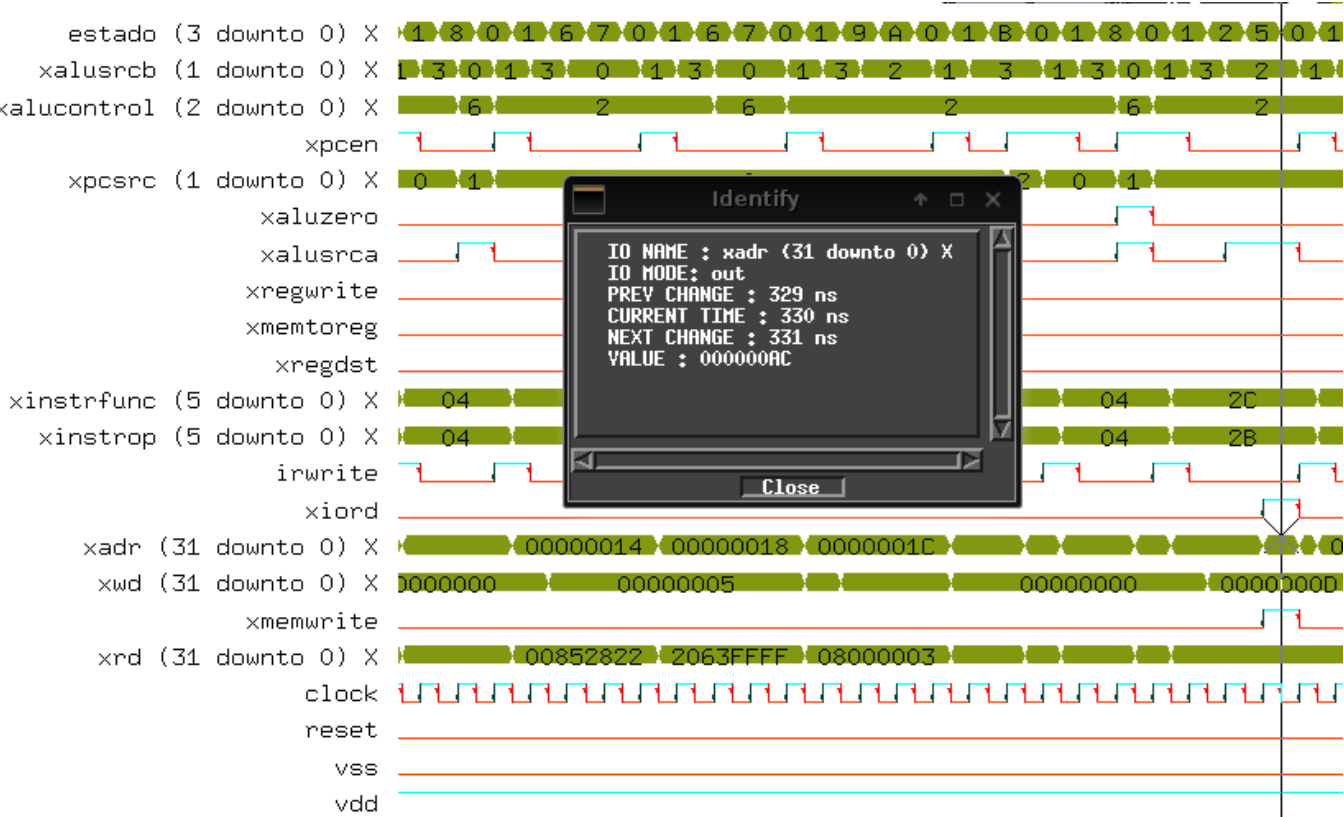 estado (3 downto 0) X 1 8 0 1 6 7 0 1 6 7 0 1 9 A 0 1 B 0 1 8 0 1 2 5 0 1
xalusrcb (1 downto 0) X 1 3 0 1 3 0 1 3 0 1 3 2 1 3 1 3 0 1 3 2 1
xalucontrol (2 downto 0) X 6 2 6 2 6 2
xpcen
xpcsrc (1 downto 0) X 0 1 2 0 1
xaluzero
xalusrca
xregwrite
xmemtoreg
xregdst
xinstrfunc (5 downto 0) X 04 04 2C
xinstrop (5 downto 0) X 04 04 2B
irwrite
xiord
xadr (31 downto 0) X 00000014 00000018 0000001C 0
xwd (31 downto 0) X 0000000 00000005 00000000 0000000D
xmemwrite
xrd (31 downto 0) X 00852822 2063FFFF 08000003
clock
reset
vss
vdd
Identify
IO NAME : xadr (31 downto 0) X
IO MODE: out
PREV CHANGE : 329 ns
CURRENT TIME : 330 ns
NEXT CHANGE : 331 ns
VALUE : 000000AC
Close